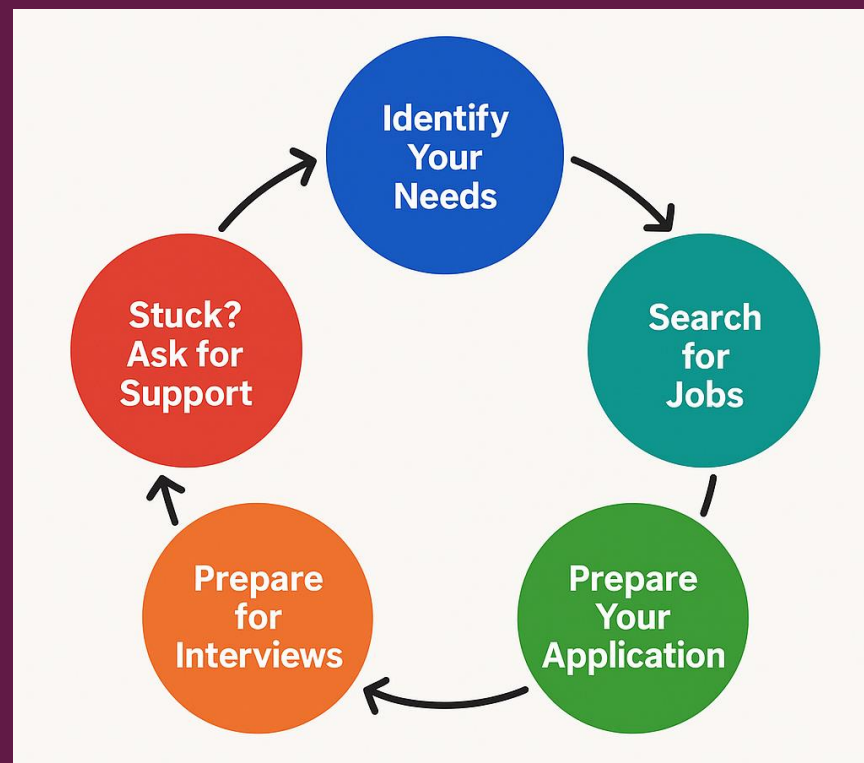 Identify
Your
Needs
Search
for
Jobs
Prepare
Your
Application
Prepare
for
Interviews
Stuck?
Ask for
Support